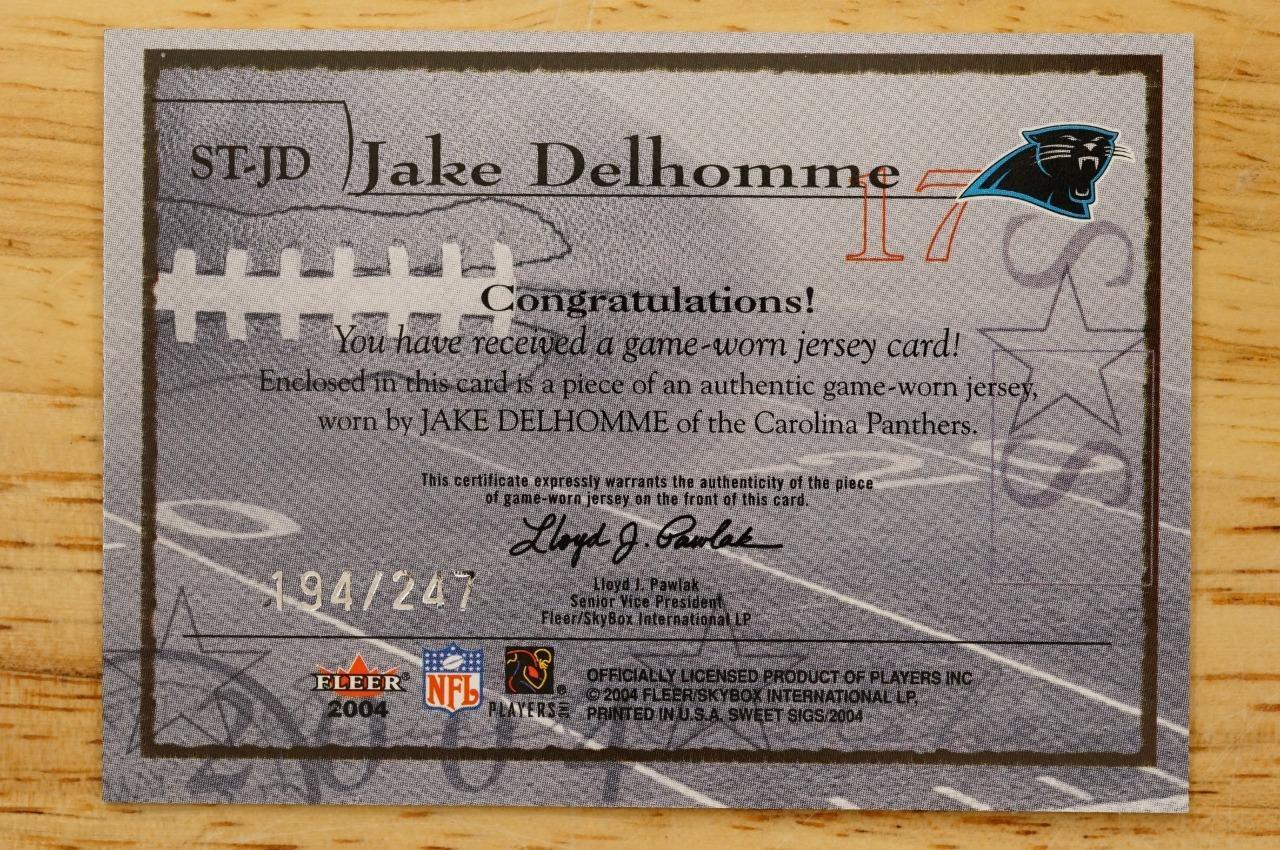 ST-JD
Jake Delhomme
17
Congratulations!
You have received a game-worn jersey card!
Enclosed in this card is a piece of an authentic game-worn jersey,
worn by JAKE DELHOMME of the Carolina Panthers.
This certificate expressly warrants the authenticity of the piece
of game-worn jersey on the front of this card.
Lloyd J. Pawlak
194/247
Lloyd J. Pawlak
Senior Vice President
Fleer/SkyBox International LP
FLEER®
2004
NFL
PLAYERS INC ®
OFFICIALLY LICENSED PRODUCT OF PLAYERS INC
© 2004 FLEER/SKYBOX INTERNATIONAL LP,
PRINTED IN U.S.A. SWEET SIGS/2004
S
S